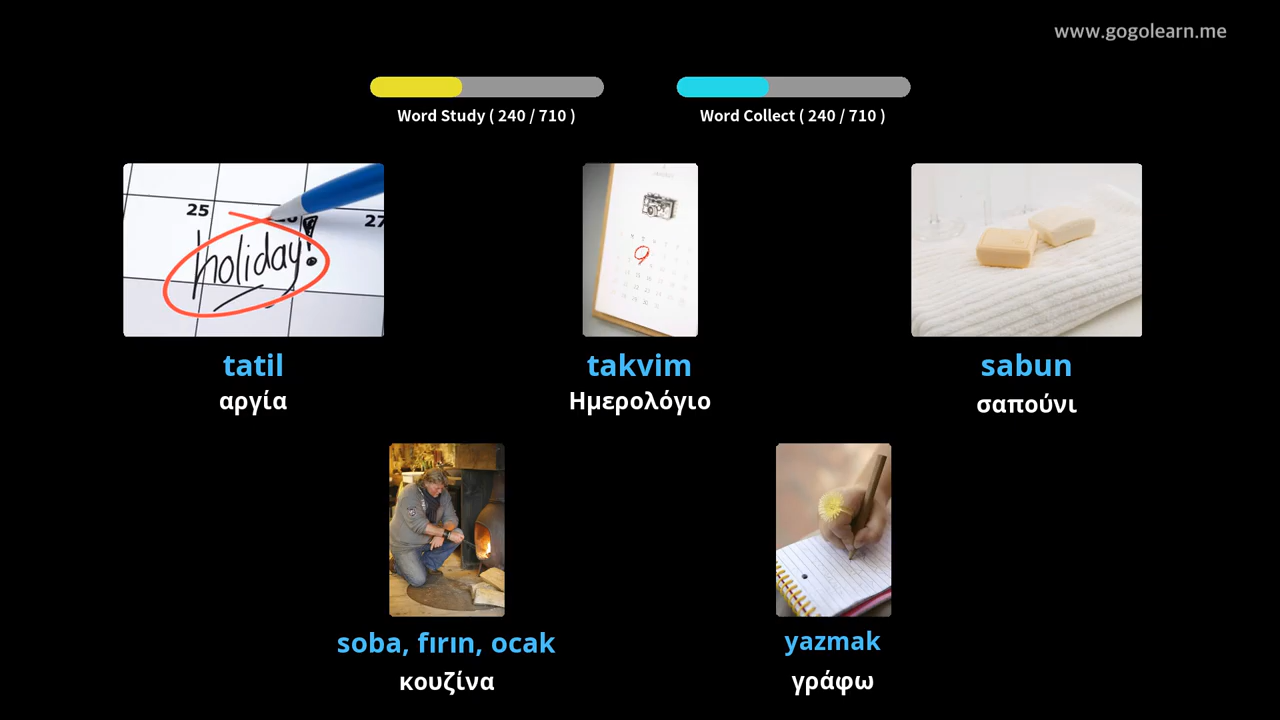 www.gogolearn.me
Word Study ( 240 / 710 )
Word Collect ( 240 / 710 )
25
27
holiday!
9
tatil
takvim
sabun
αργία
Ημερολόγιο
σαπούνι
soba, fırın, ocak
yazmak
κουζίνα
γράφω